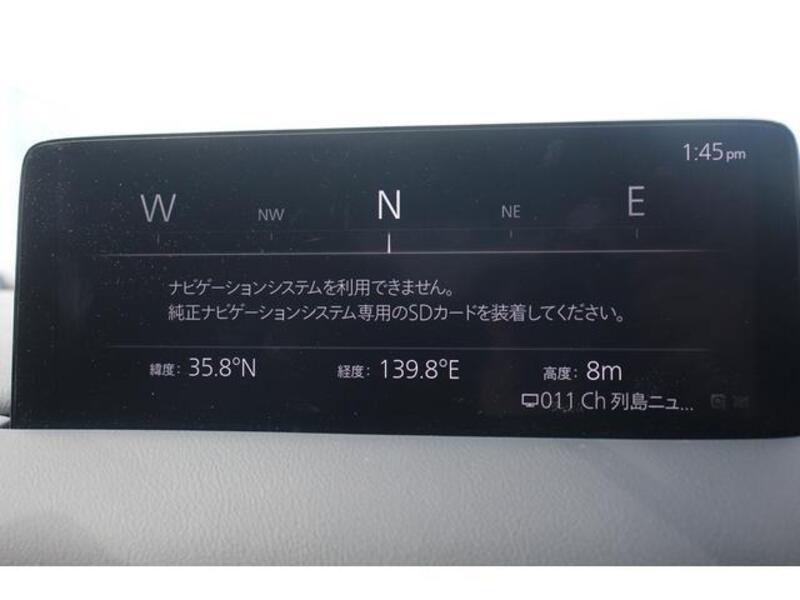 1:45pm
W NW N NE E
ナビゲーションシステムを利用できません。
純正ナビゲーションシステム専用のSDカードを装着してください。
緯度: 35.8°N 経度: 139.8°E 高度: 8m
011 Ch 列島ニュ...